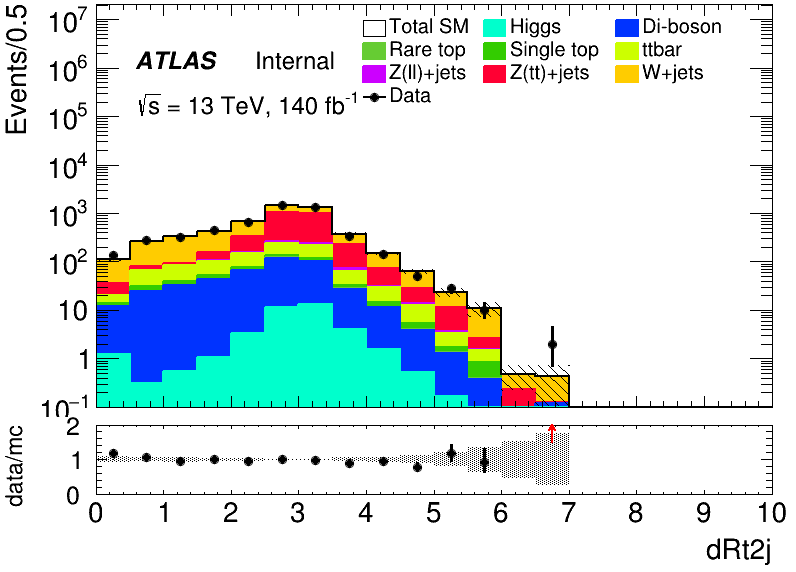 Events/0.5
10⁷
10⁶
10⁵
10⁴
10³
10²
10
1
10⁻¹
ATLAS Internal
√s = 13 TeV, 140 fb⁻¹
Total SM Higgs Di-boson
Rare top Single top ttbar
Z(ll)+jets Z(tt)+jets W+jets
Data
data/mc
2
1
0
0 1 2 3 4 5 6 7 8 9 10
dRt2j